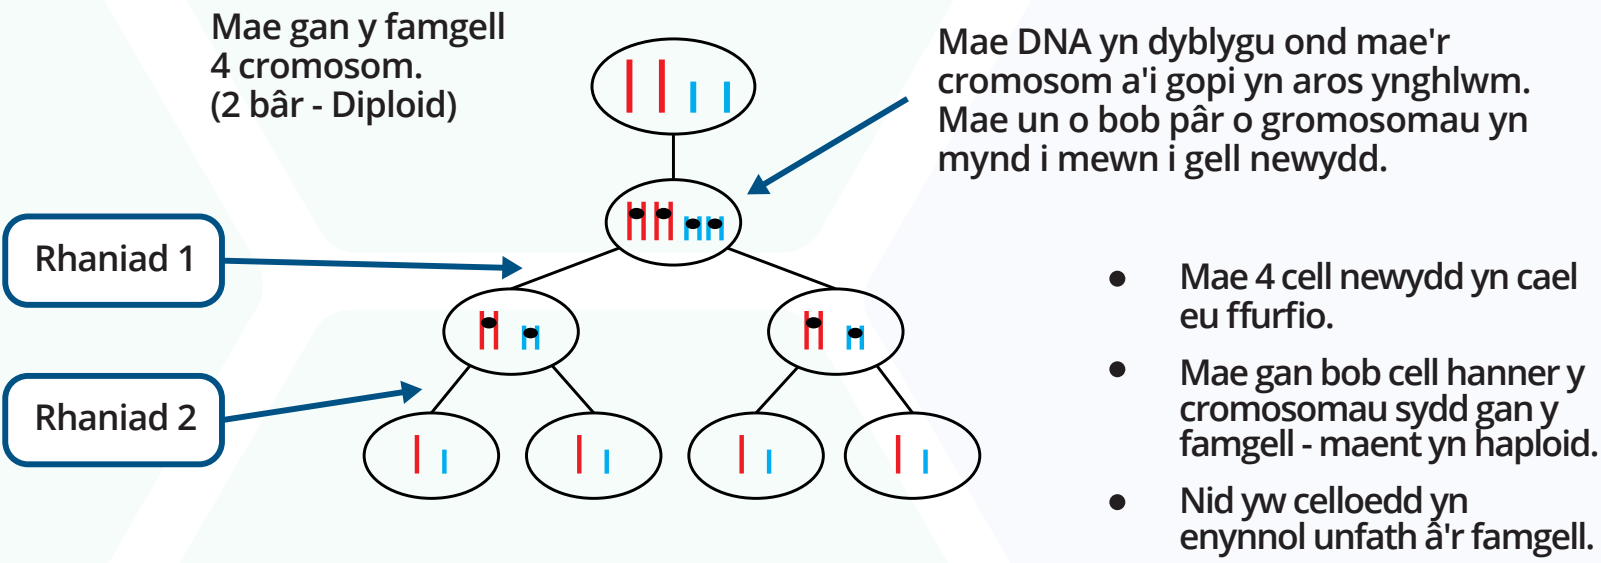 Mae gan y famgell
4 cromosom.
(2 bâr - Diploid)
Mae DNA yn dyblygu ond mae'r
cromosom a'i gopi yn aros ynghlwm.
Mae un o bob pâr o gromosomau yn
mynd i mewn i gell newydd.
Rhaniad 1
Rhaniad 2
● Mae 4 cell newydd yn cael
eu ffurfio.
● Mae gan bob cell hanner y
cromosomau sydd gan y
famgell - maent yn haploid.
● Nid yw celloedd yn
enynnol unfath â'r famgell.